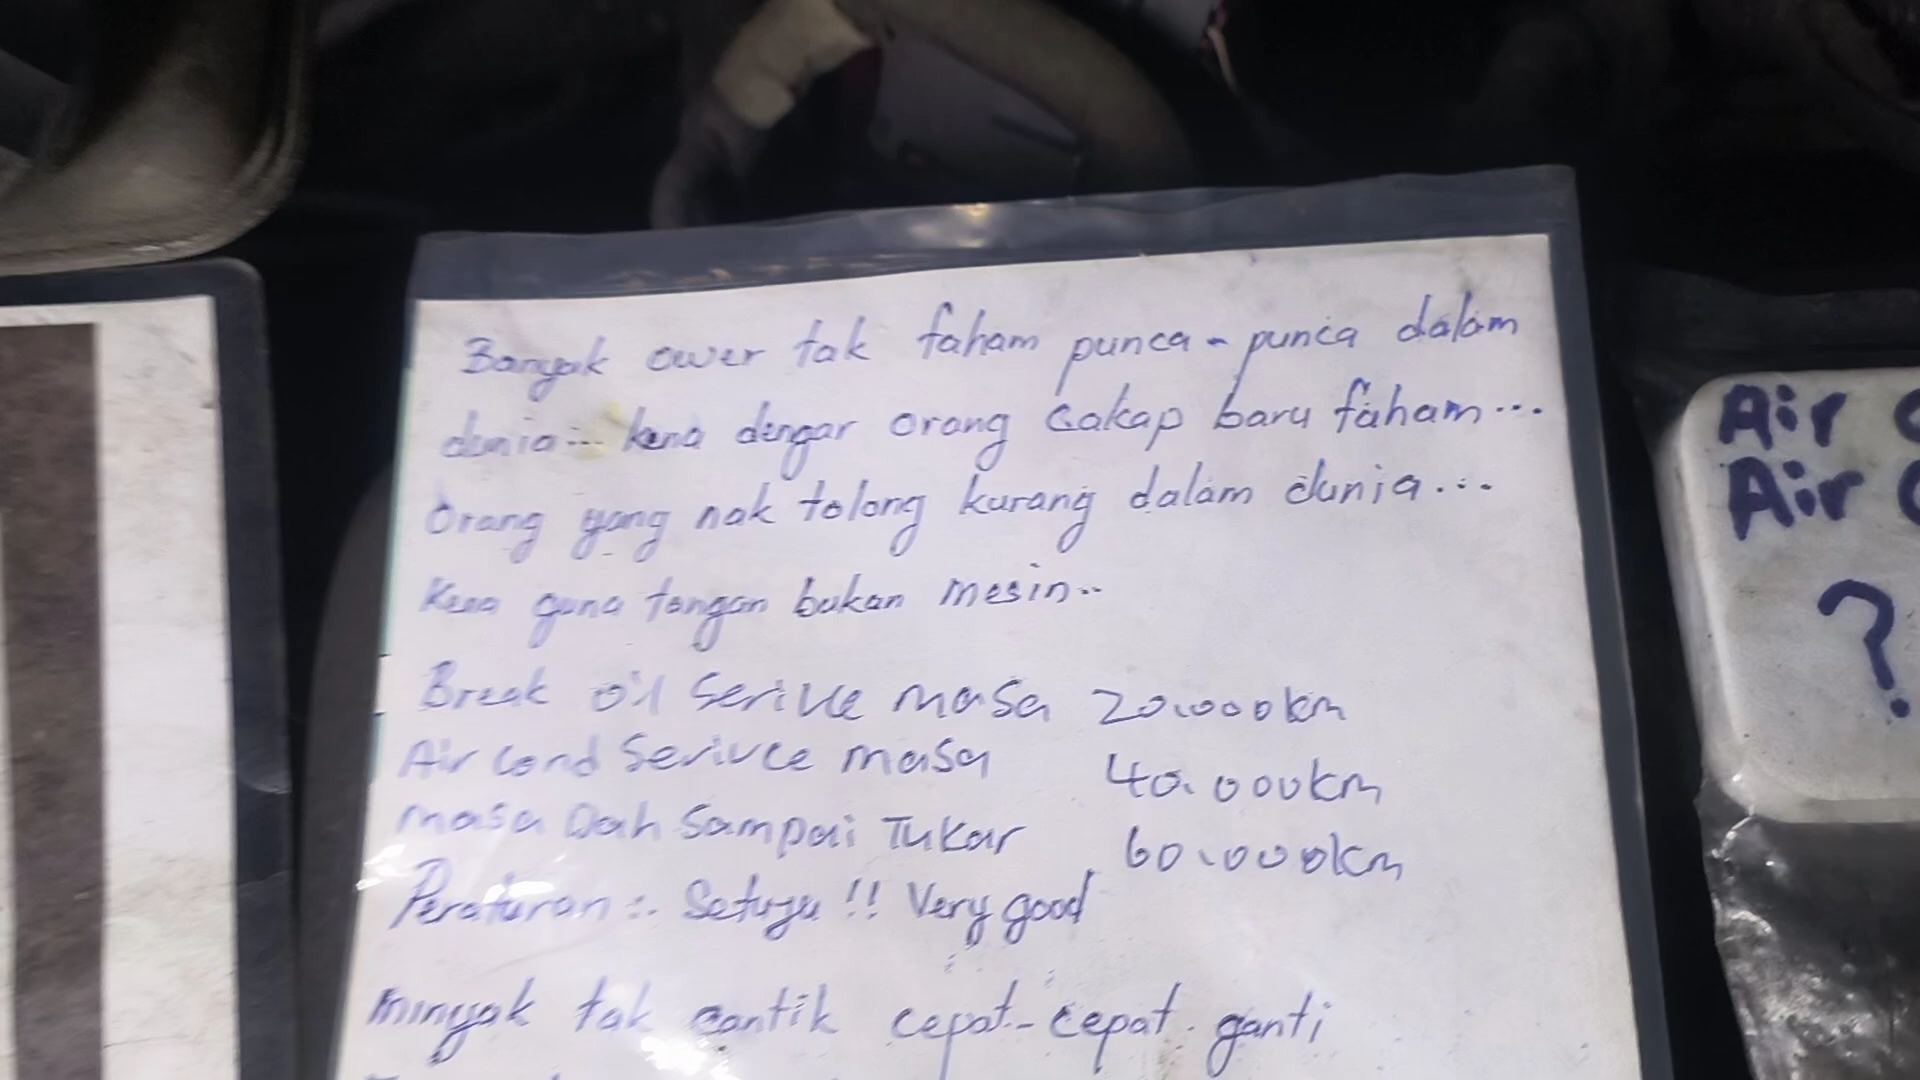 Banyak ower tak faham punca-punca dalam
dunia... kena dengar orang cakap baru faham...
Orang yang nak tolong kurang dalam dunia...
Kena guna tangan bukan mesin..
Break oil Serivce masa 20.000km
Air cond Serivce masa 40.000km
masa Dah Sampai Tukar 60.000km
Peraturan :. Setuju !! Very good
minyak tak cantik cepat-cepat. ganti
Air
Air
?